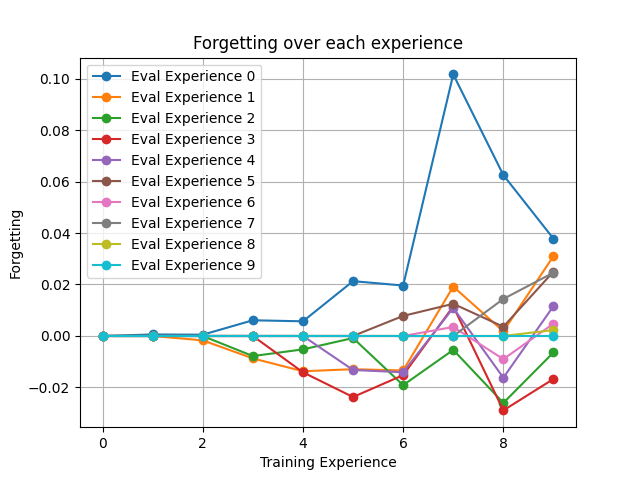 Forgetting over each experience
Eval Experience 0
Eval Experience 1
Eval Experience 2
Eval Experience 3
Eval Experience 4
Eval Experience 5
Eval Experience 6
Eval Experience 7
Eval Experience 8
Eval Experience 9
0.10
0.08
0.06
0.04
0.02
0.00
−0.02
Forgetting
0 2 4 6 8
Training Experience